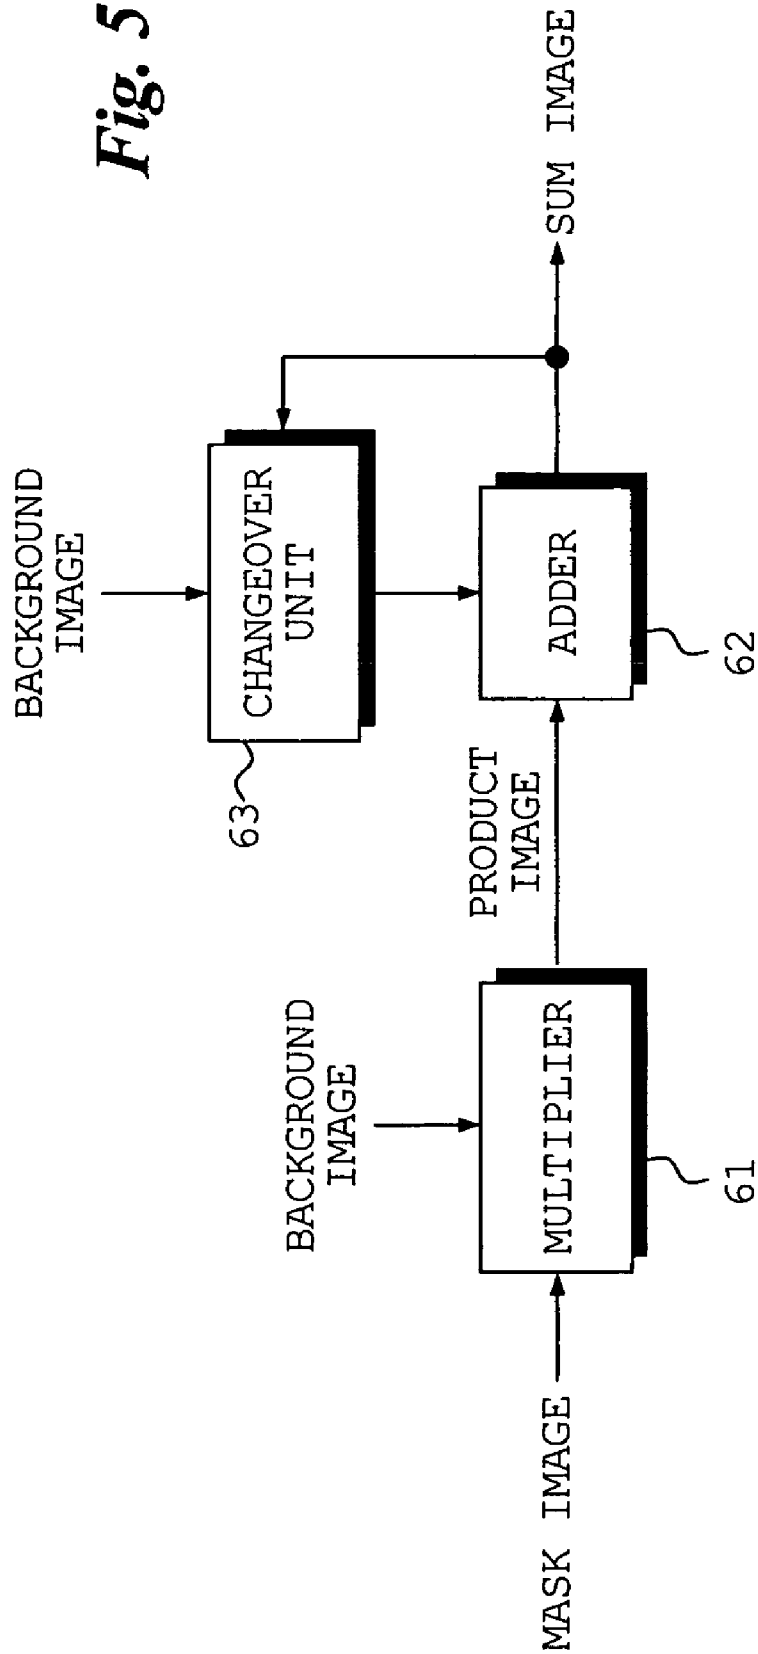 Fig. 5
BACKGROUND
IMAGE
CHANGEOVER
UNIT
63
BACKGROUND
IMAGE
PRODUCT
IMAGE
MASK IMAGE
MULTIPLIER
61
ADDER
62
SUM IMAGE